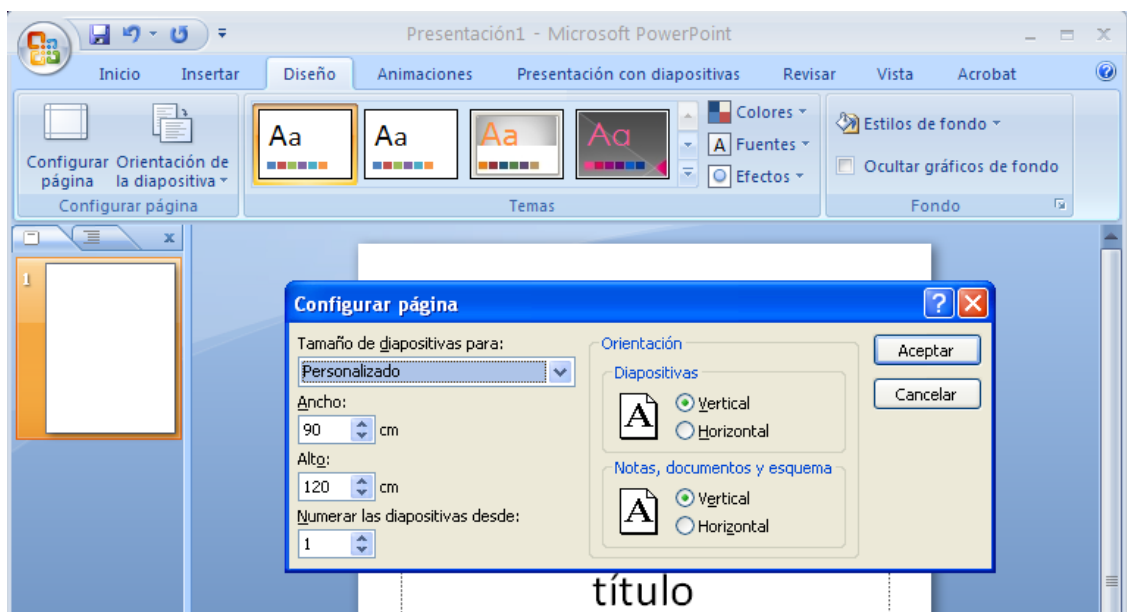 Presentación1 - Microsoft PowerPoint
Inicio Insertar Diseño Animaciones Presentación con diapositivas Revisar Vista Acrobat
Configurar página
Orientación de la diapositiva
Configurar página
Aa Aa Aa Aa
Temas
Colores
Fuentes
Efectos
Estilos de fondo
Ocultar gráficos de fondo
Fondo
1
Configurar página
Tamaño de diapositivas para:
Personalizado
Ancho:
90 cm
Alto:
120 cm
Numerar las diapositivas desde:
1
Orientación
Diapositivas
A
Vertical
Horizontal
Notas, documentos y esquema
A
Vertical
Horizontal
Aceptar
Cancelar
título